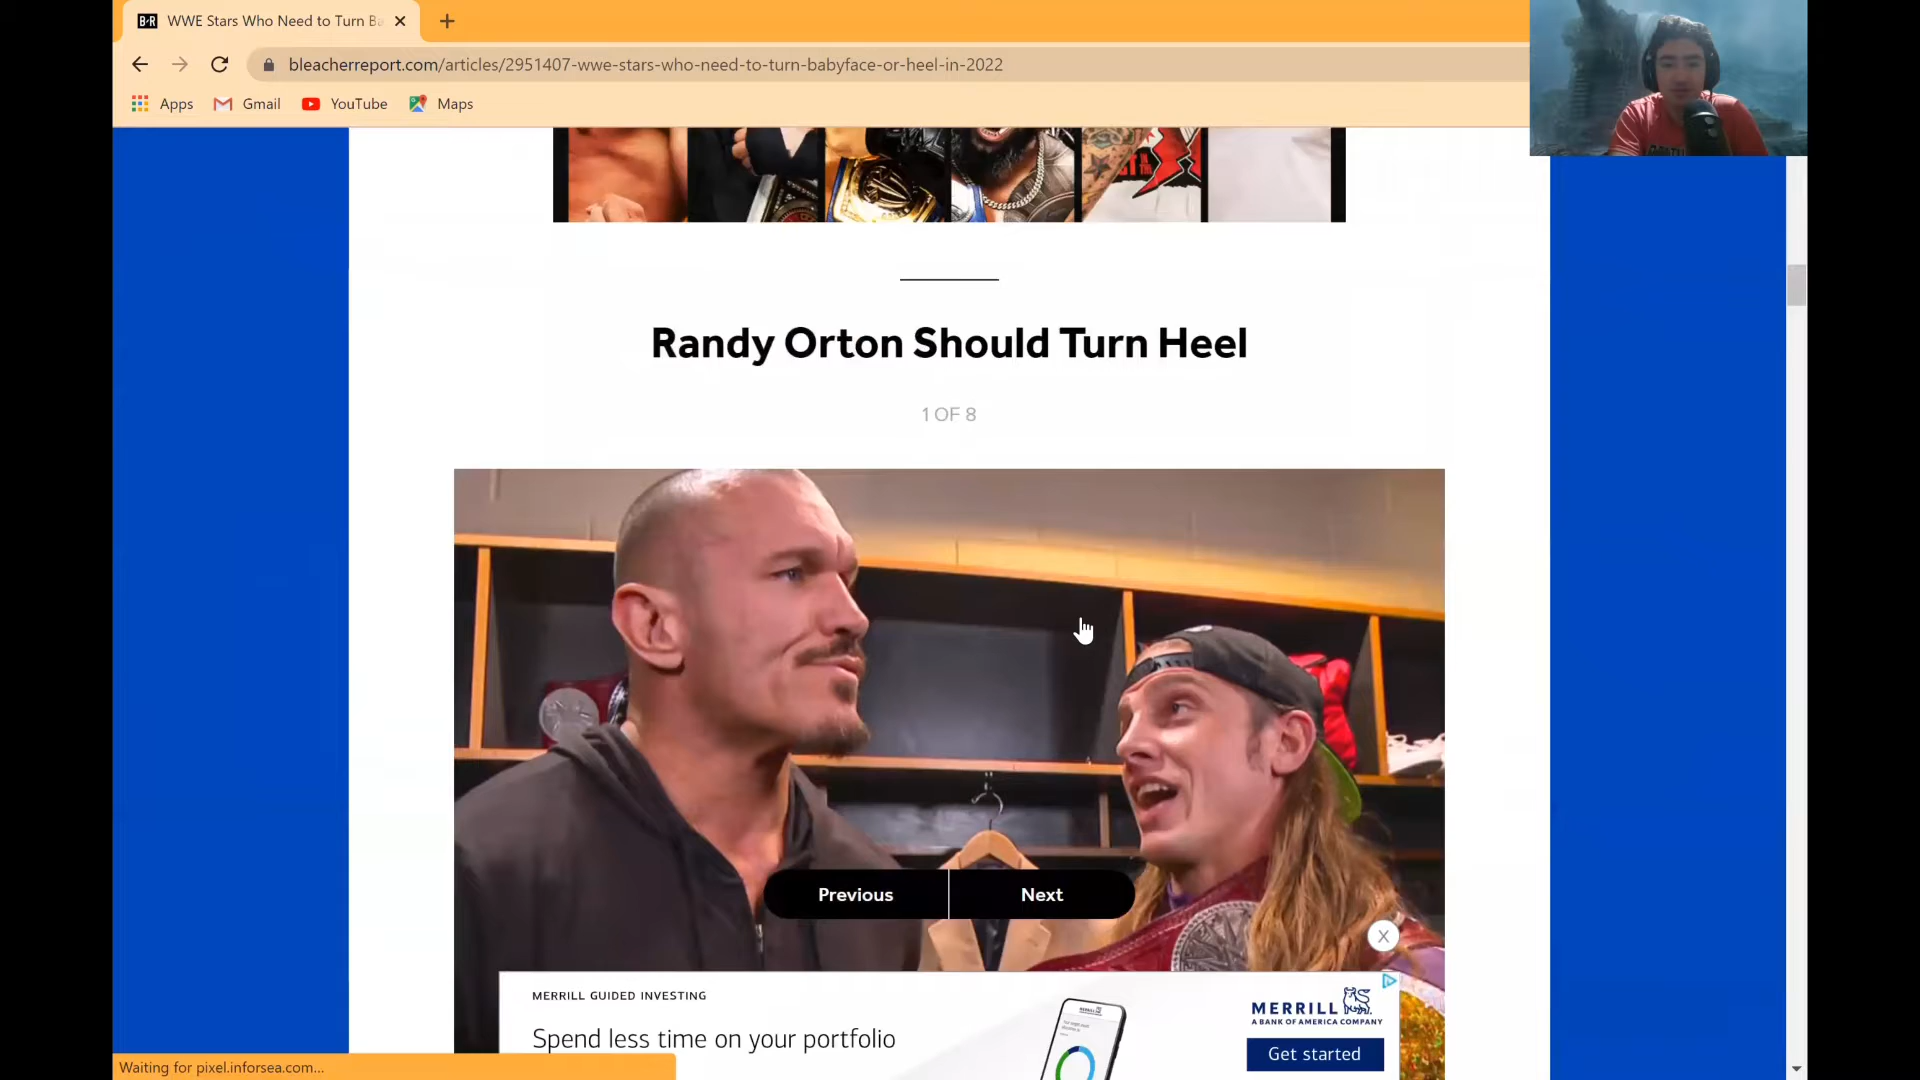 WWE Stars Who Need to Turn Ba
bleacherreport.com/articles/2951407-wwe-stars-who-need-to-turn-babyface-or-heel-in-2022
Apps
Gmail
YouTube
Maps
Randy Orton Should Turn Heel
1 OF 8
Previous
Next
X
MERRILL GUIDED INVESTING
Spend less time on your portfolio
MERRILL
A BANK OF AMERICA COMPANY
Get started
Waiting for pixel.inforsea.com...